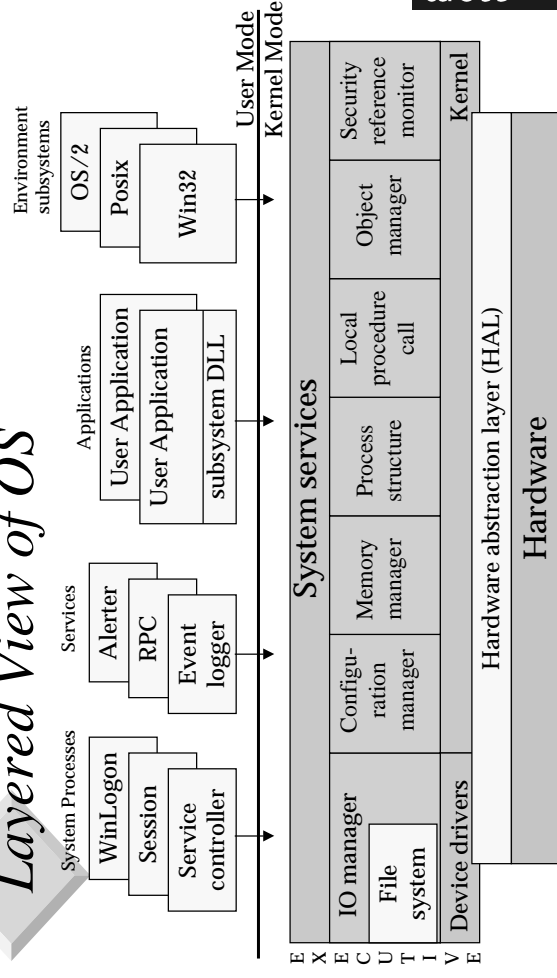 Layered View of OS
System Processes
WinLogon
Session
Service
controller
Services
Alerter
RPC
Event
logger
Applications
User Application
User Application
subsystem DLL
Environment
subsystems
OS/2
Posix
Win32
User Mode
Kernel Mode
E
X
E
C
U
T
I
V
E
System services
IO manager
File
system
Configu-
ration
manager
Memory
manager
Process
structure
Local
procedure
call
Object
manager
Security
reference
monitor
Device drivers
Kernel
Hardware abstraction layer (HAL)
Hardware